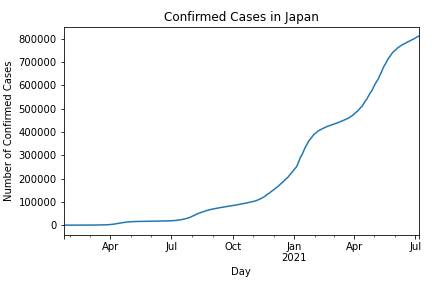 Confirmed Cases in Japan
800000
700000
600000
500000
400000
300000
200000
100000
0
Number of Confirmed Cases
Apr
Jul
Oct
Jan
2021
Apr
Jul
Day